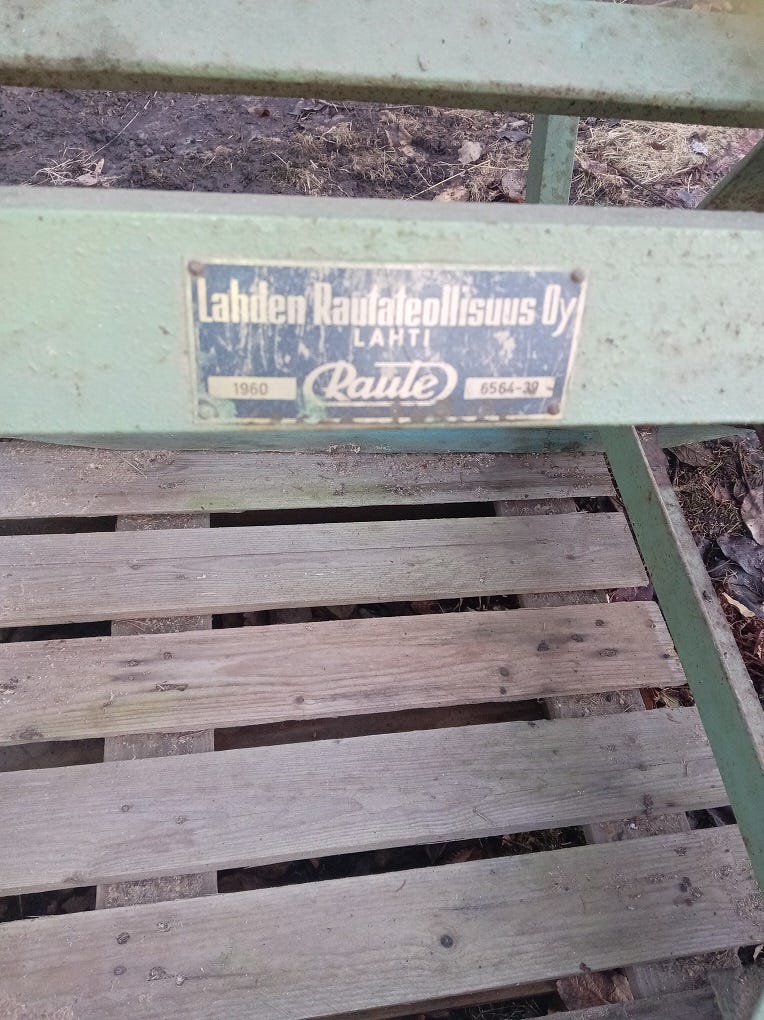 Lahden Rautateollisuus Oy
LAHTI
1960 Raute 6564-39